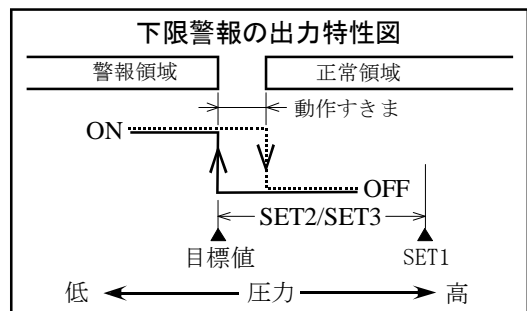 下限警報の出力特性図
警報領域 正常領域
動作すきま
ON
OFF
SET2/SET3
目標値 SET1
低 圧力 高